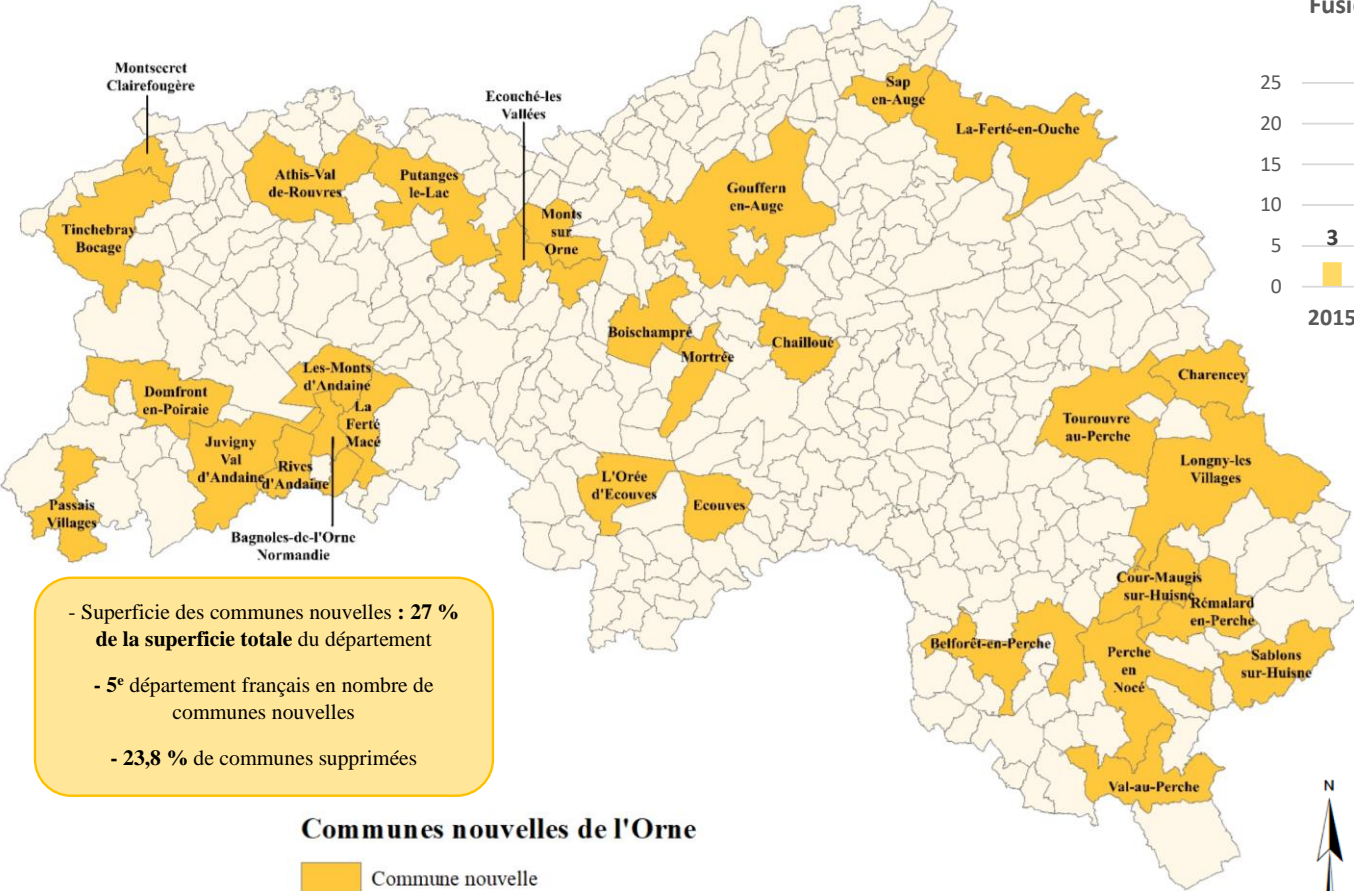 Fusi
25
20
15
10
5
0
3
2015
Montsecret
Clairefougère
Ecouché-les
Vallées
Sap
en-Auge
La-Ferté-en-Ouche
Athis-Val
de-Rouvres
Putanges
le-Lac
Gouffern
en-Auge
Tinchebray
Bocage
Monts
sur
Orne
Boischampré
Mortrée
Chailloué
Les-Monts
d'Andaine
Domfront
en-Poiraie
La
Ferté
Macé
Juvigny
Val
d'Andaine
Rives
d'Andaine
Passais
Villages
Bagnoles-de-l'Orne
Normandie
L'Orée
d'Ecouves
Ecouves
Charencey
Tourouvre
au-Perche
Longny-les
Villages
Cour-Maugis
sur-Huisne
Rémalard
en-Perche
Belforêt-en-Perche
Perche
en
Nocé
Sablons
sur-Huisne
Val-au-Perche
- Superficie des communes nouvelles : 27 %
de la superficie totale du département
- 5e département français en nombre de
communes nouvelles
- 23,8 % de communes supprimées
Communes nouvelles de l'Orne
Commune nouvelle
N